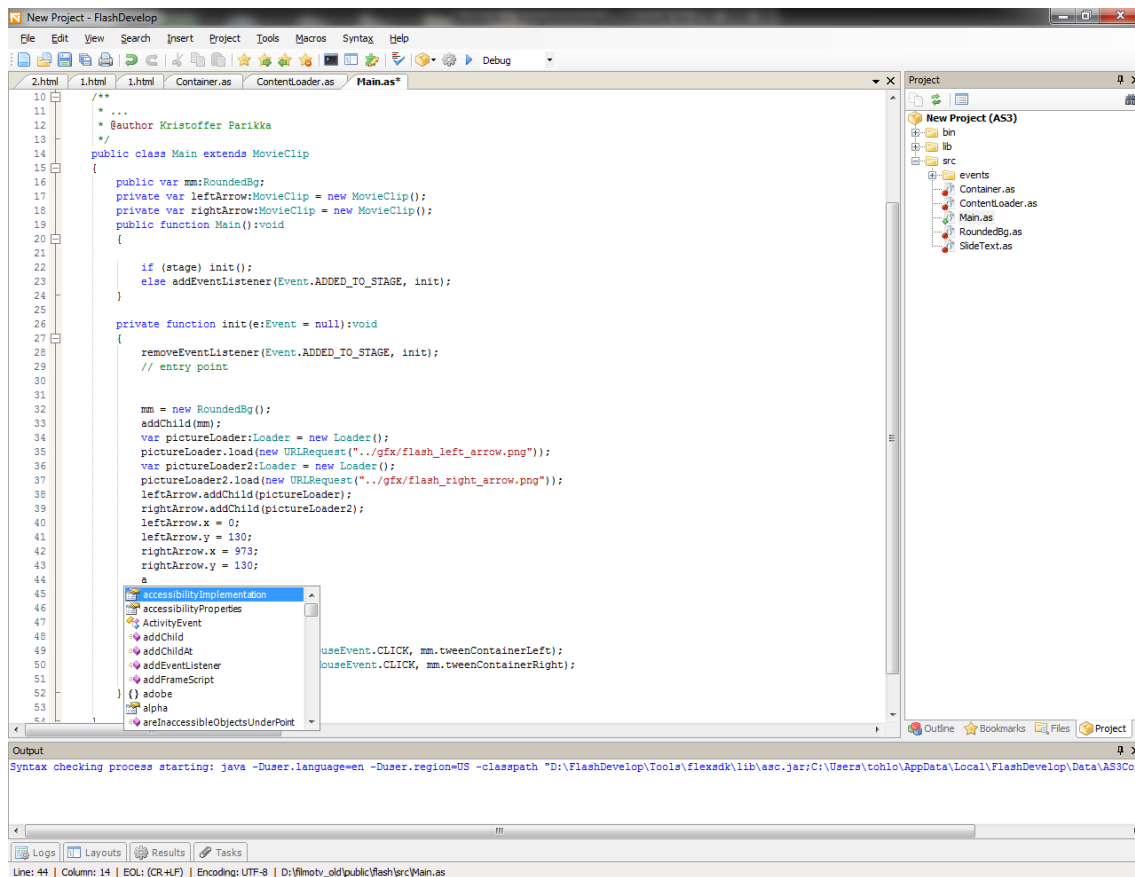 New Project - FlashDevelop
File Edit View Search Insert Project Tools Macros Syntax Help
Debug
2.html 1.html 1.html Container.as ContentLoader.as Main.as*
Project
10 /**
11 * ...
12 * @author Kristoffer Parikka
13 */
14 public class Main extends MovieClip
15 {
16 public var mm:RoundedBg;
17 private var leftArrow:MovieClip = new MovieClip();
18 private var rightArrow:MovieClip = new MovieClip();
19 public function Main():void
20 {
21
22 if (stage) init();
23 else addEventListener(Event.ADDED_TO_STAGE, init);
24 }
25
26 private function init(e:Event = null):void
27 {
28 removeEventListener(Event.ADDED_TO_STAGE, init);
29 // entry point
30
31
32 mm = new RoundedBg();
33 addChild(mm);
34 var pictureLoader:Loader = new Loader();
35 pictureLoader.load(new URLRequest("../gfx/flash_left_arrow.png"));
36 var pictureLoader2:Loader = new Loader();
37 pictureLoader2.load(new URLRequest("../gfx/flash_right_arrow.png"));
38 leftArrow.addChild(pictureLoader);
39 rightArrow.addChild(pictureLoader2);
40 leftArrow.x = 0;
41 leftArrow.y = 130;
42 rightArrow.x = 973;
43 rightArrow.y = 130;
44 a
45
46
47
48
49 useEvent.CLICK, mm.tweenContainerLeft);
50 ouseEvent.CLICK, mm.tweenContainerRight);
51
52 }
53
54 }
accessibilityImplementation
accessibilityProperties
ActivityEvent
addChild
addChildAt
addEventListener
addFrameScript
{} adobe
alpha
areInaccessibleObjectsUnderPoint
New Project (AS3)
bin
lib
src
events
Container.as
ContentLoader.as
Main.as
RoundedBg.as
SlideText.as
Outline Bookmarks Files Project
Output
Syntax checking process starting: java -Duser.language=en -Duser.region=US -classpath "D:\FlashDevelop\Tools\flexsdk\lib\asc.jar;C:\Users\tohlo\AppData\Local\FlashDevelop\Data\AS3Co
Logs Layouts Results Tasks
Line: 44 | Column: 14 | EOL: (CR+LF) | Encoding: UTF-8 | D:\filmotv_old\public\flash\src\Main.as